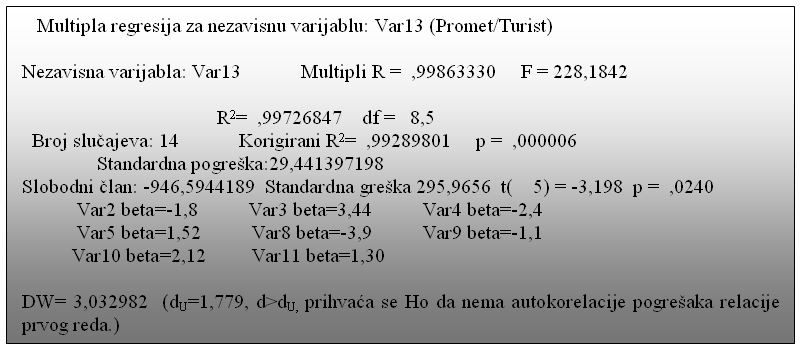 Multipla regresija za nezavisnu varijablu: Var13 (Promet/Turist)
Nezavisna varijabla: Var13 Multipli R = ,99863330 F = 228,1842
R2= ,99726847 df = 8,5
Broj slučajeva: 14 Korigirani R2= ,99289801 p = ,000006
Standardna pogreška:29,441397198
Slobodni član: -946,5944189 Standardna greška 295,9656 t( 5) = -3,198 p = ,0240
Var2 beta=-1,8 Var3 beta=3,44 Var4 beta=-2,4
Var5 beta=1,52 Var8 beta=-3,9 Var9 beta=-1,1
Var10 beta=2,12 Var11 beta=1,30
DW= 3,032982 (dU=1,779, d>dU, prihvaća se Ho da nema autokorelacije pogrešaka relacije
prvog reda.)